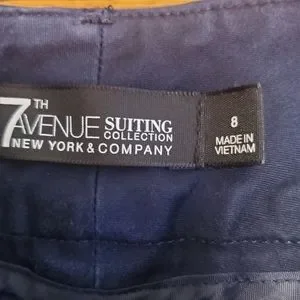 7TH
AVENUE SUITING
COLLECTION
NEW YORK & COMPANY
8
MADE IN
VIETNAM